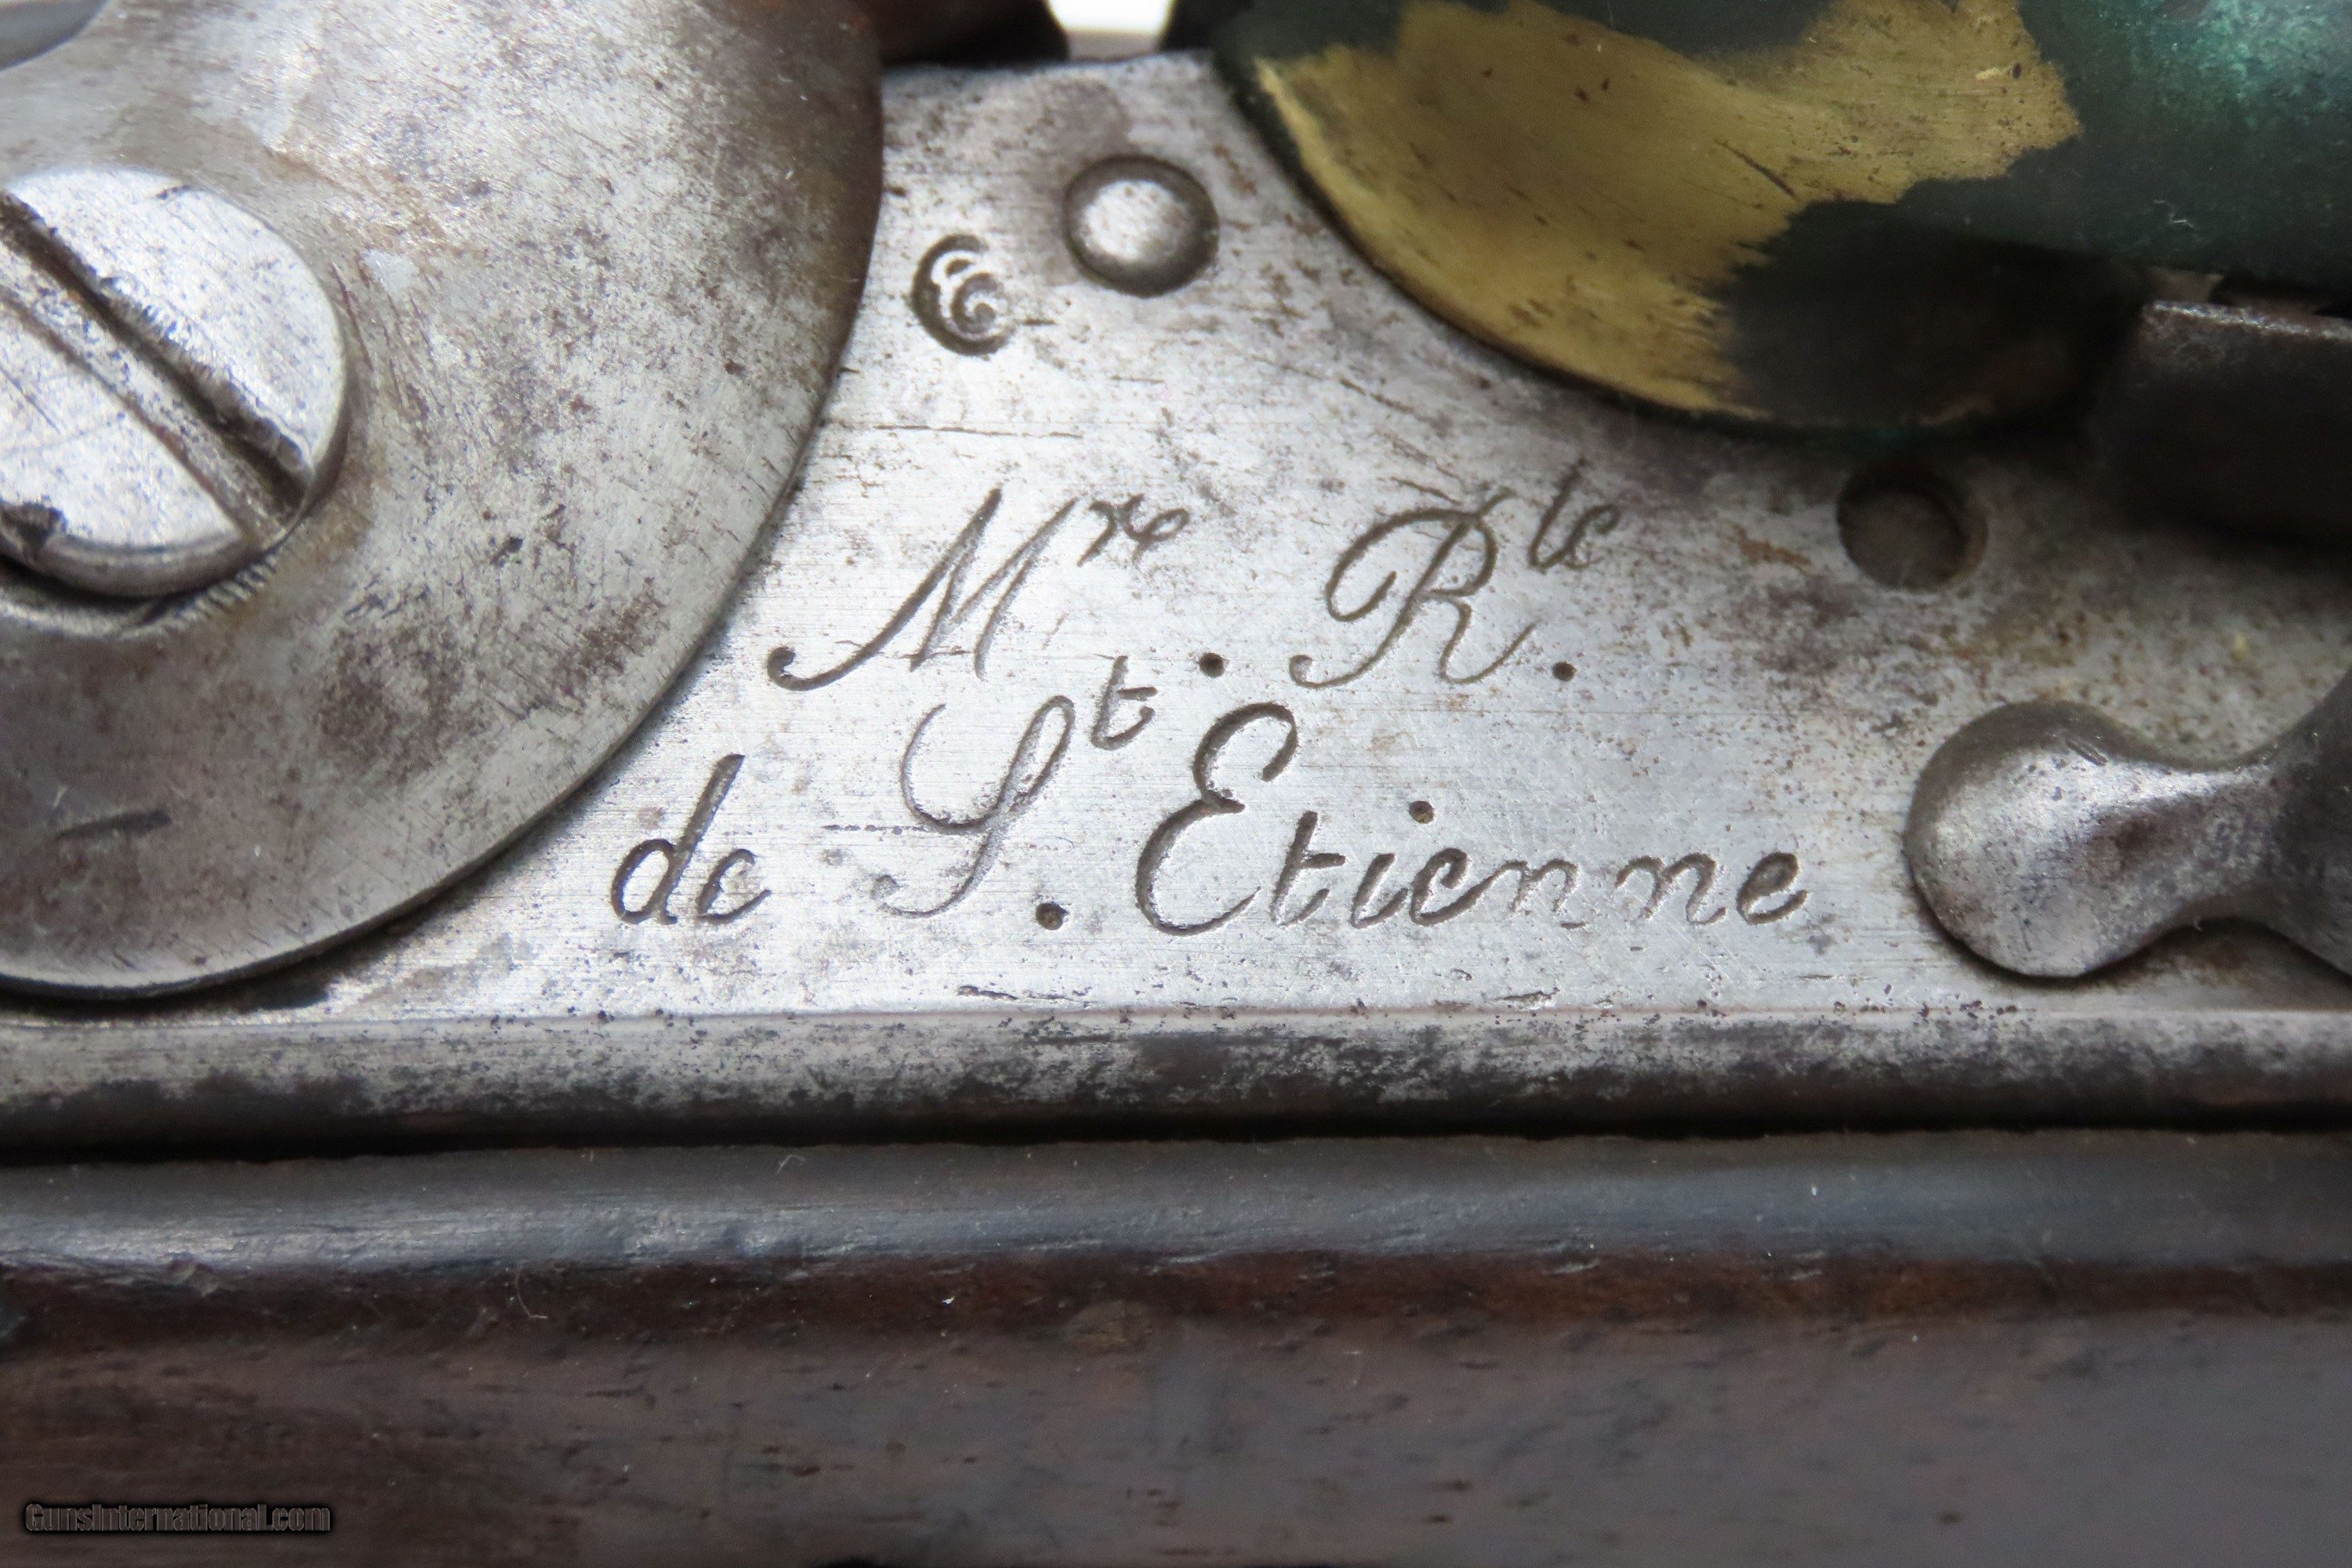 Mre. Rle.
de St. Etienne
GunsInternational.com